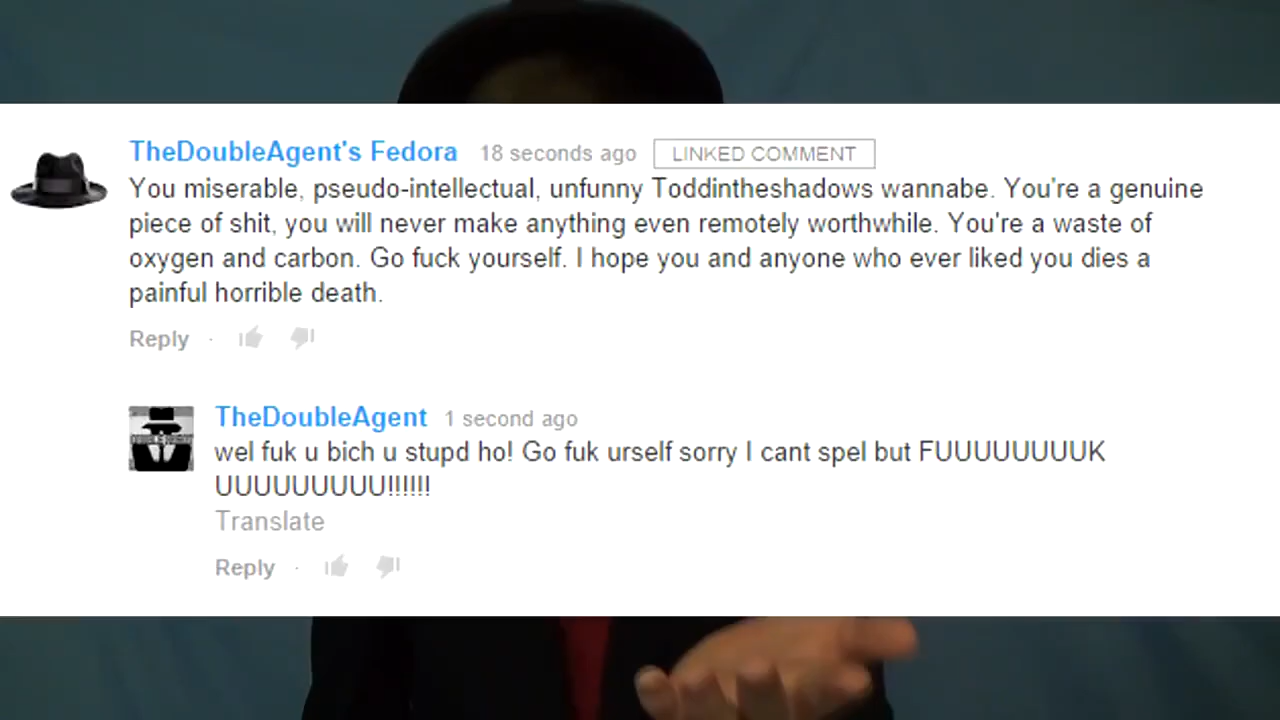 TheDoubleAgent's Fedora 18 seconds ago LINKED COMMENT
You miserable, pseudo-intellectual, unfunny Toddintheshadows wannabe. You're a genuine
piece of shit, you will never make anything even remotely worthwhile. You're a waste of
oxygen and carbon. Go fuck yourself. I hope you and anyone who ever liked you dies a
painful horrible death.
Reply ·
TheDoubleAgent 1 second ago
wel fuk u bich u stupd ho! Go fuk urself sorry I cant spel but FUUUUUUUUK
UUUUUUUUU!!!!!!
Translate
Reply ·